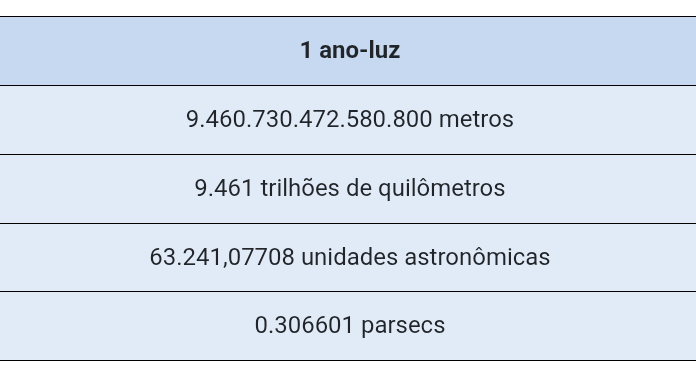 1 ano-luz
9.460.730.472.580.800 metros
9.461 trilhões de quilômetros
63.241,07708 unidades astronômicas
0.306601 parsecs